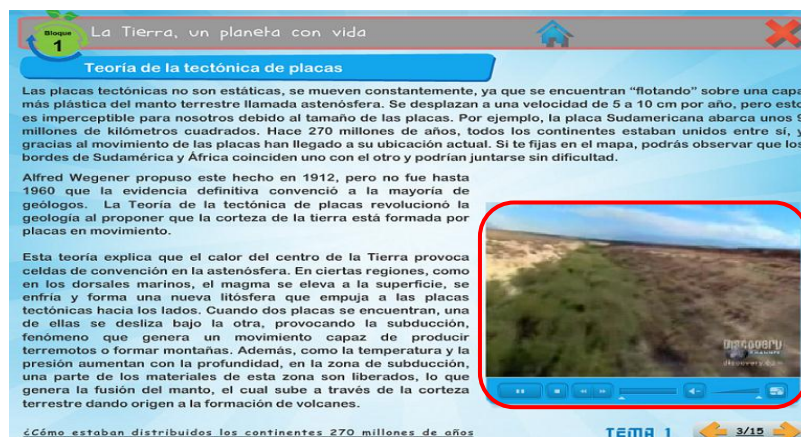 Bloque
1
La Tierra, un planeta con vida
Teoría de la tectónica de placas
Las placas tectónicas no son estáticas, se mueven constantemente, ya que se encuentran "flotando" sobre una capa
más plástica del manto terrestre llamada astenósfera. Se desplazan a una velocidad de 5 a 10 cm por año, pero esto
es imperceptible para nosotros debido al tamaño de las placas. Por ejemplo, la placa Sudamericana abarca unos 9
millones de kilómetros cuadrados. Hace 270 millones de años, todos los continentes estaban unidos entre sí, y
gracias al movimiento de las placas han llegado a su ubicación actual. Si te fijas en el mapa, podrás observar que los
bordes de Sudamérica y África coinciden uno con el otro y podrían juntarse sin dificultad.
Alfred Wegener propuso este hecho en 1912, pero no fue hasta
1960 que la evidencia definitiva convenció a la mayoría de
geólogos. La Teoría de la tectónica de placas revolucionó la
geología al proponer que la corteza de la tierra está formada por
placas en movimiento.
Esta teoría explica que el calor del centro de la Tierra provoca
celdas de convención en la astenósfera. En ciertas regiones, como
en los dorsales marinos, el magma se eleva a la superficie, se
enfría y forma una nueva litósfera que empuja a las placas
tectónicas hacia los lados. Cuando dos placas se encuentran, una
de ellas se desliza bajo la otra, provocando la subducción,
fenómeno que genera un movimiento capaz de producir
terremotos o formar montañas. Además, como la temperatura y la
presión aumentan con la profundidad, en la zona de subducción,
una parte de los materiales de esta zona son liberados, lo que
genera la fusión del manto, el cual sube a través de la corteza
terrestre dando origen a la formación de volcanes.
Discovery
CHANNEL
discovery.com
¿Cómo estaban distribuidos los continentes 270 millones de años
TEMA 1
3/15